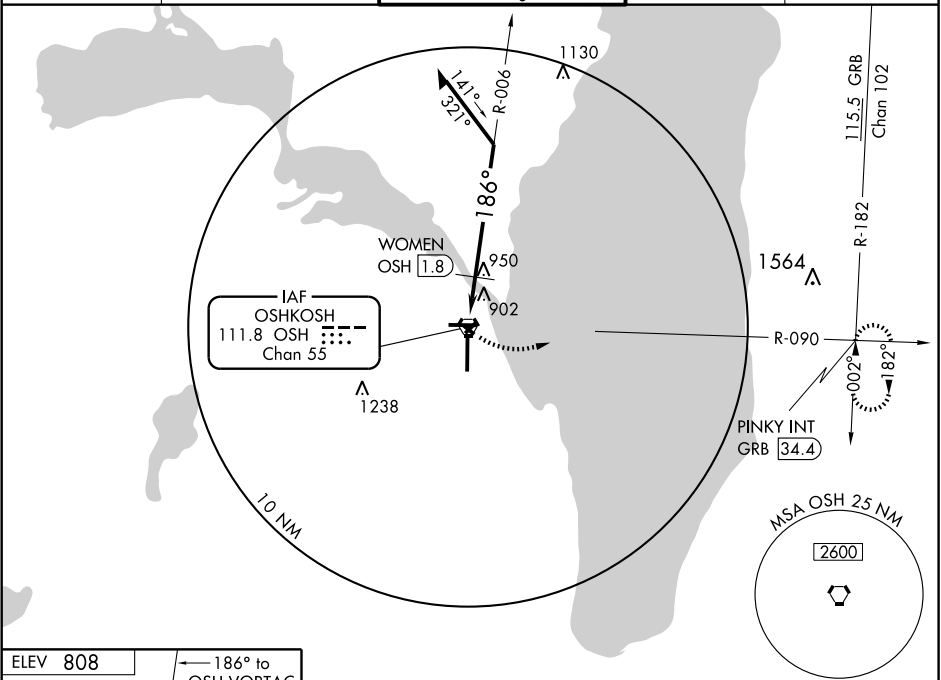 1130
R-006
141°
321°
115.5 GRB
Chan 102
186°
R-182
WOMEN
OSH 1.8
950
902
1564
IAF
OSHKOSH
111.8 OSH
Chan 55
R-090
002°
182°
1238
PINKY INT
GRB 34.4
10 NM
MSA OSH 25 NM
2600
ELEV 808
186° to
OSH VORTAC